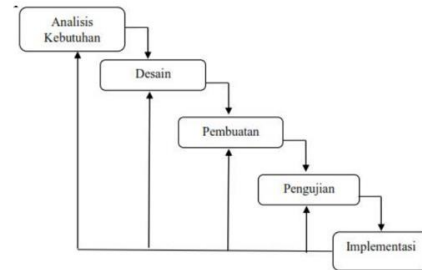 Analisis
Kebutuhan
Desain
Pembuatan
Pengujian
Implementasi